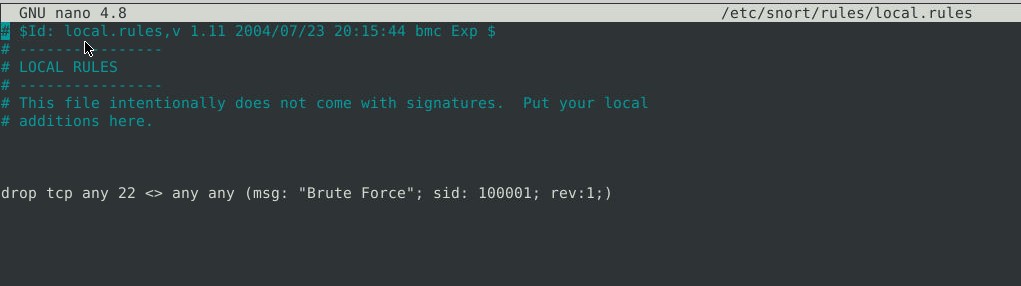 GNU nano 4.8 /etc/snort/rules/local.rules
# $Id: local.rules,v 1.11 2004/07/23 20:15:44 bmc Exp $
# ----------------
# LOCAL RULES
# ----------------
# This file intentionally does not come with signatures.  Put your local
# additions here.
drop tcp any 22 <> any any (msg: "Brute Force"; sid: 100001; rev:1;)